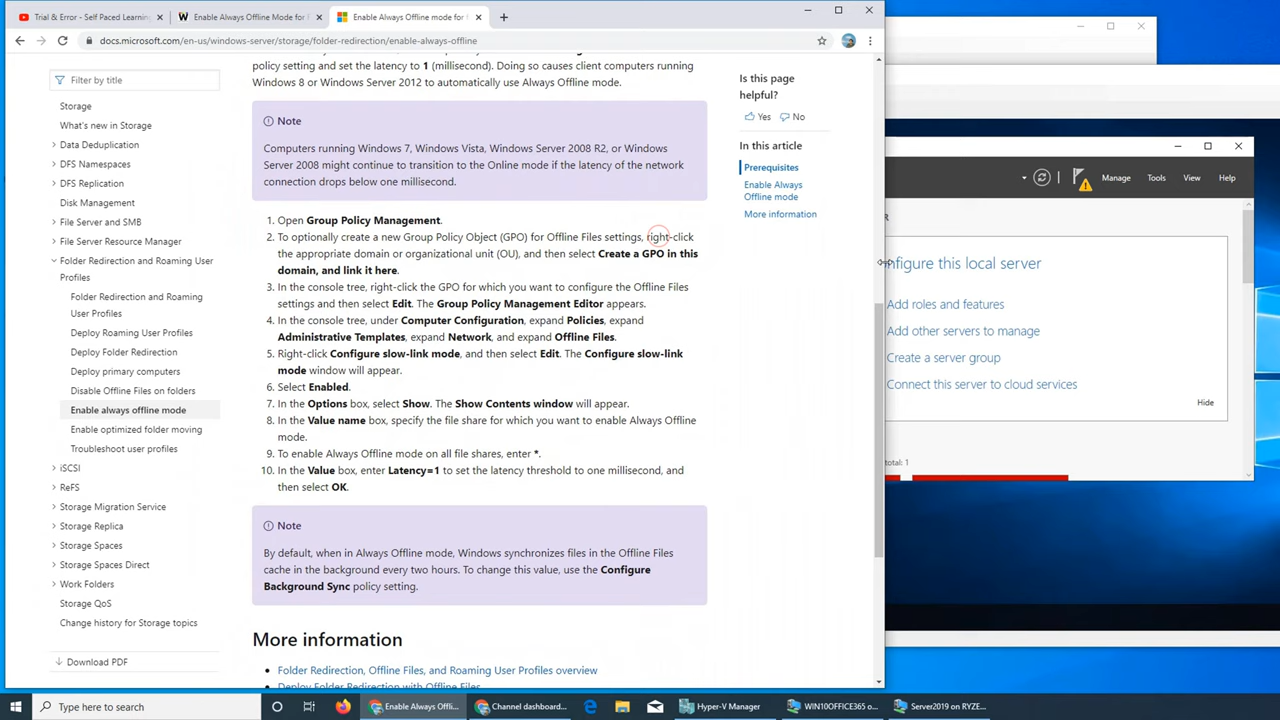 Trial & Error - Self Paced Learning
Enable Always Offline Mode for F
Enable Always Offline mode for f
docs.microsoft.com/en-us/windows-server/storage/folder-redirection/enable-always-offline
Filter by title
Storage
What's new in Storage
Data Deduplication
DFS Namespaces
DFS Replication
Disk Management
File Server and SMB
File Server Resource Manager
Folder Redirection and Roaming User
Profiles
Folder Redirection and Roaming
User Profiles
Deploy Roaming User Profiles
Deploy Folder Redirection
Deploy primary computers
Disable Offline Files on folders
Enable always offline mode
Enable optimized folder moving
Troubleshoot user profiles
iSCSI
ReFS
Storage Migration Service
Storage Replica
Storage Spaces
Storage Spaces Direct
Work Folders
Storage QoS
Change history for Storage topics
Download PDF
policy setting and set the latency to 1 (millisecond). Doing so causes client computers running
Windows 8 or Windows Server 2012 to automatically use Always Offline mode.
Note
Computers running Windows 7, Windows Vista, Windows Server 2008 R2, or Windows
Server 2008 might continue to transition to the Online mode if the latency of the network
connection drops below one millisecond.
1. Open Group Policy Management.
2. To optionally create a new Group Policy Object (GPO) for Offline Files settings, right-click
the appropriate domain or organizational unit (OU), and then select Create a GPO in this
domain, and link it here.
3. In the console tree, right-click the GPO for which you want to configure the Offline Files
settings and then select Edit. The Group Policy Management Editor appears.
4. In the console tree, under Computer Configuration, expand Policies, expand
Administrative Templates, expand Network, and expand Offline Files.
5. Right-click Configure slow-link mode, and then select Edit. The Configure slow-link
mode window will appear.
6. Select Enabled.
7. In the Options box, select Show. The Show Contents window will appear.
8. In the Value name box, specify the file share for which you want to enable Always Offline
mode.
9. To enable Always Offline mode on all file shares, enter *.
10. In the Value box, enter Latency=1 to set the latency threshold to one millisecond, and
then select OK.
Note
By default, when in Always Offline mode, Windows synchronizes files in the Offline Files
cache in the background every two hours. To change this value, use the Configure
Background Sync policy setting.
More information
Folder Redirection, Offline Files, and Roaming User Profiles overview
Deploy Folder Redirection with Offline Files
Is this page
helpful?
Yes No
In this article
Prerequisites
Enable Always
Offline mode
More information
Manage Tools View Help
nfigure this local server
Add roles and features
Add other servers to manage
Create a server group
Connect this server to cloud services
Hide
total: 1
Type here to search
Enable Always Offli...
Channel dashboard...
Hyper-V Manager
WIN10OFFICE365 o...
Server2019 on RYZE...